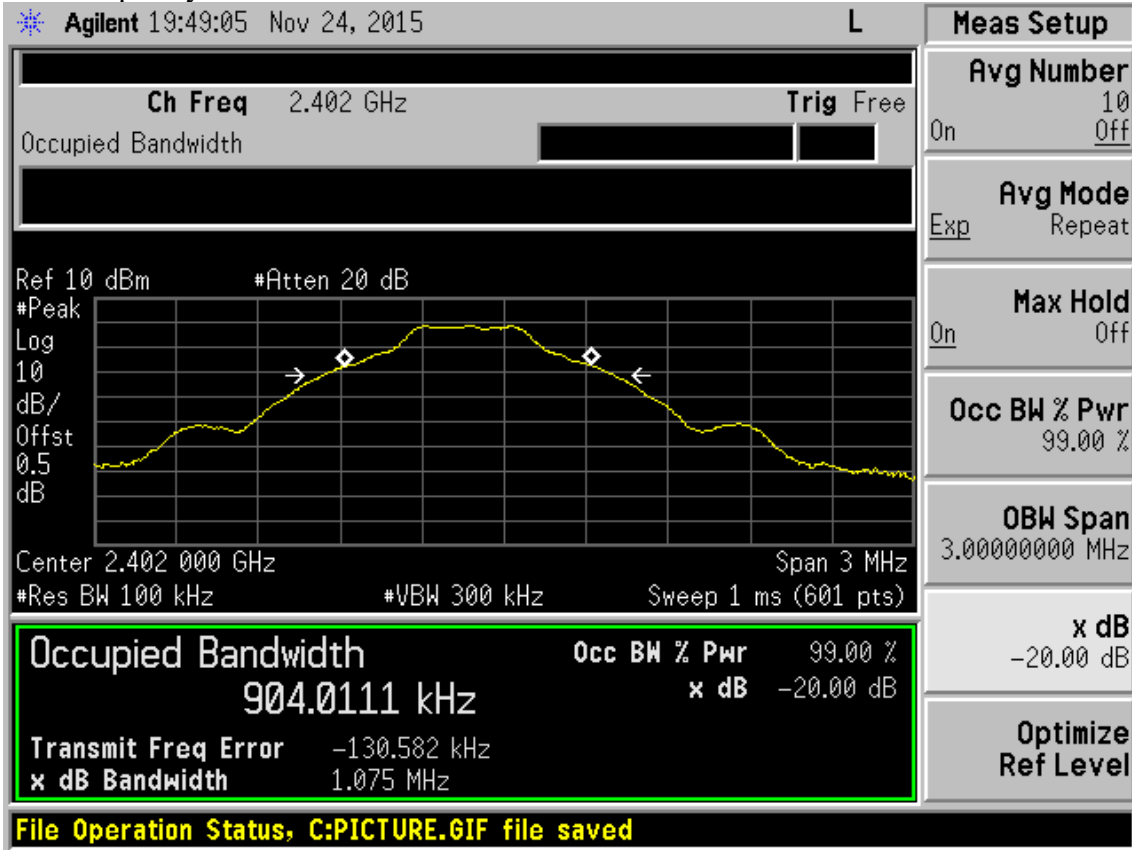 Agilent 19:49:05 Nov 24, 2015 L
Ch Freq 2.402 GHz Trig Free
Occupied Bandwidth
Ref 10 dBm #Atten 20 dB
#Peak
Log
10
dB/
Offst
0.5
dB
Center 2.402 000 GHz Span 3 MHz
#Res BW 100 kHz #VBW 300 kHz Sweep 1 ms (601 pts)
Occupied Bandwidth Occ BW % Pwr 99.00 %
904.0111 kHz x dB -20.00 dB
Transmit Freq Error -130.582 kHz
x dB Bandwidth 1.075 MHz
File Operation Status, C:PICTURE.GIF file saved
Meas Setup
Avg Number
10
On Off
Avg Mode
Exp Repeat
Max Hold
On Off
Occ BW % Pwr
99.00 %
OBW Span
3.00000000 MHz
x dB
-20.00 dB
Optimize
Ref Level